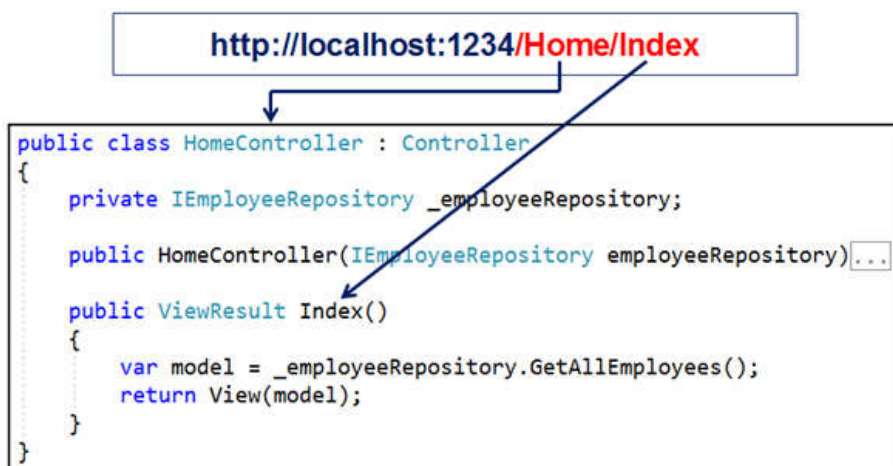 http://localhost:1234/Home/Index
public class HomeController : Controller
{
private IEmployeeRepository _employeeRepository;
public HomeController(IEmployeeRepository employeeRepository)...
public ViewResult Index()
{
var model = _employeeRepository.GetAllEmployees();
return View(model);
}
}